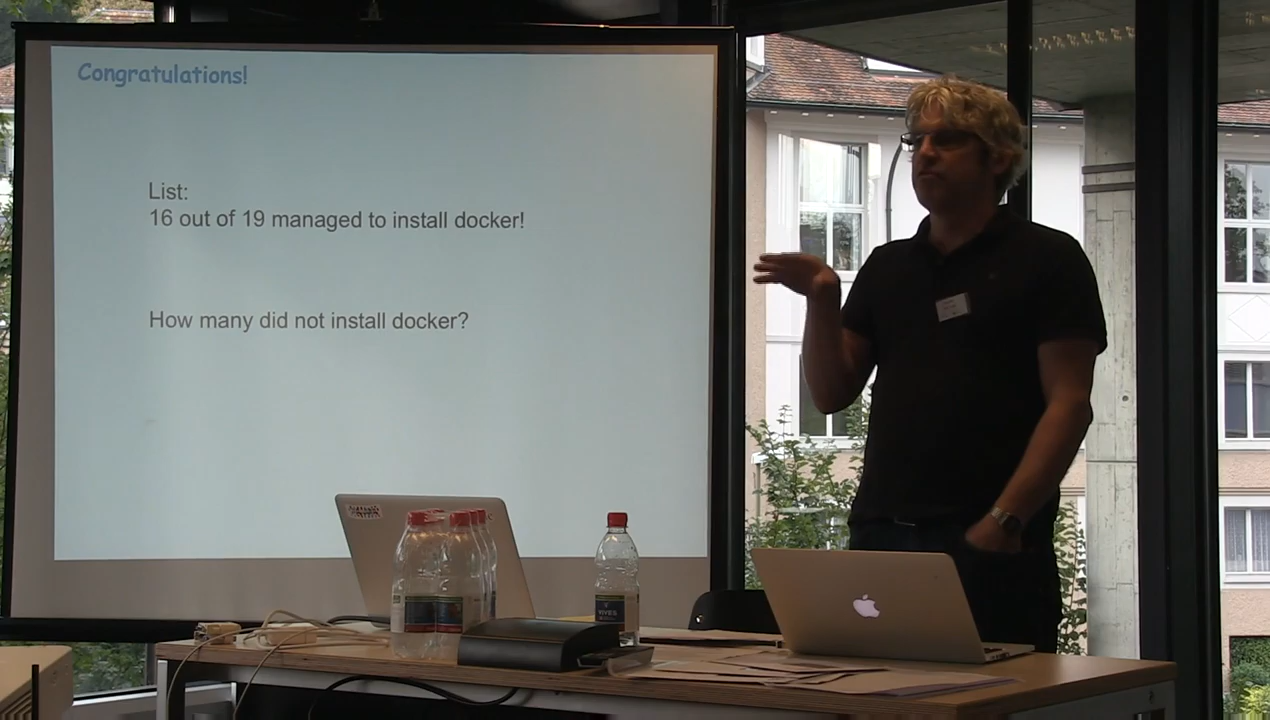 Congratulations!
List:
16 out of 19 managed to install docker!
How many did not install docker?